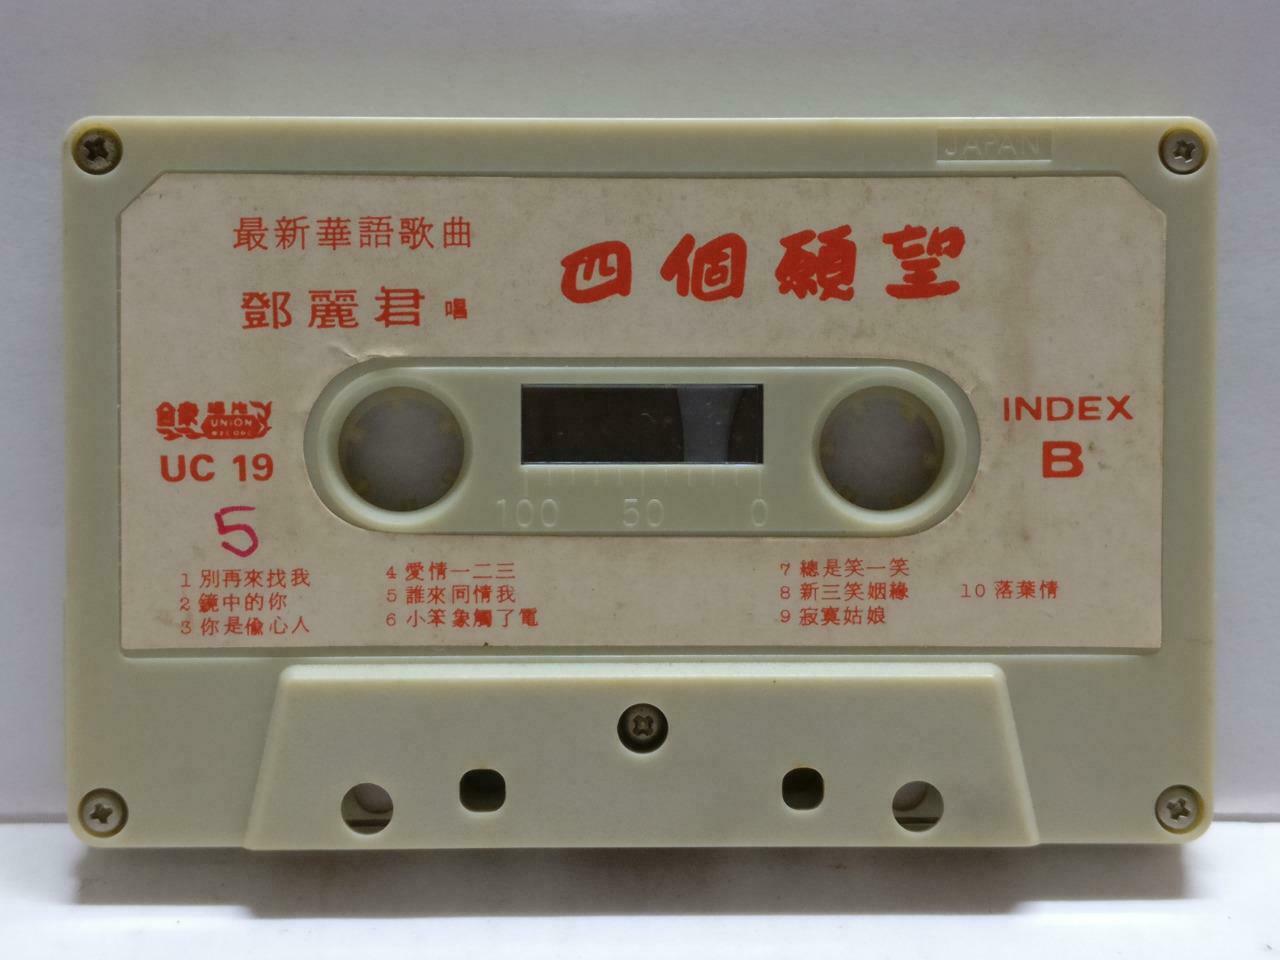 JAPAN
最新華語歌曲
四個願望
鄧麗君 唱
UNION
UC 19
INDEX
B
100 50 0
5
1 別再來找我
2 鏡中的你
3 你是偸心人
4 愛情一二三
5 誰來同情我
6 小笨象觸了電
7 總是笑一笑
8 新三笑姻緣
9 寂寞姑娘
10 落葉情